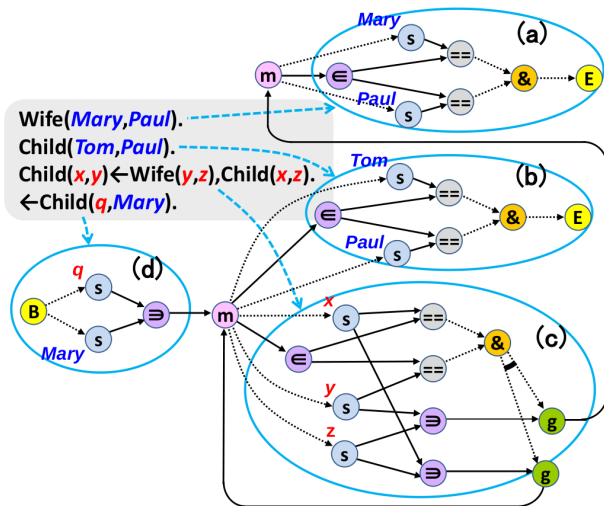 Mary
s
==
(a)
m
∈
&
E
Paul
s
==
Wife(Mary,Paul).
Child(Tom,Paul).
Child(x,y)←Wife(y,z),Child(x,z).
←Child(q,Mary).
Tom
s
==
(b)
∈
&
E
Paul
s
==
(d)
q
s
B
∋
m
Mary
s
x
s
==
(c)
&
∈
==
y
s
∋
g
z
s
∋
g